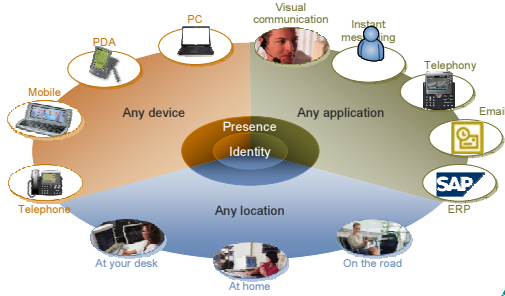 Visual
communication
PC
Instant
messaging
PDA
Telephony
Mobile
Any device
Any application
Email
Presence
Identity
SAP
Telephone
Any location
ERP
At your desk
On the road
At home